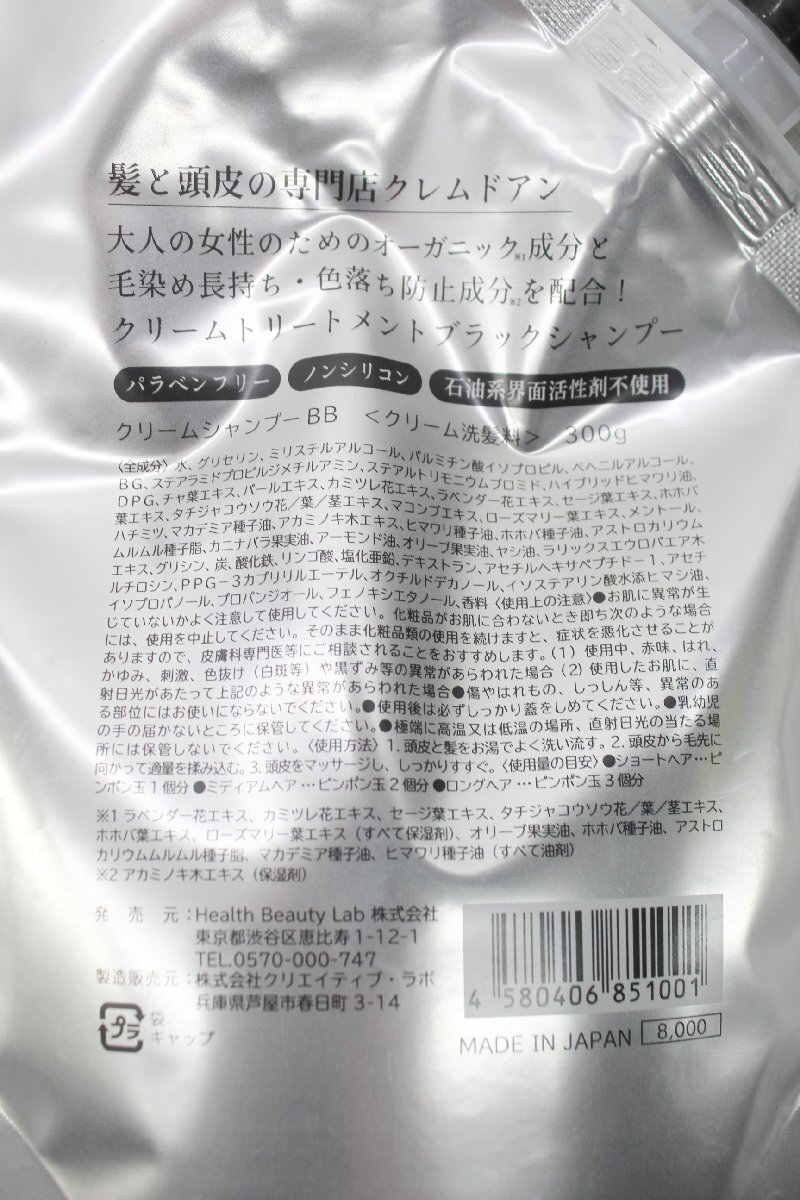 髪と頭皮の専門店クレムドアン
大人の女性のためのオーガニック※1成分と
毛染め長持ち・色落ち防止成分※2を配合！
クリームトリートメントブラックシャンプー
パラベンフリー ノンシリコン 石油系界面活性剤不使用
クリームシャンプーBB ＜クリーム洗髪料＞ 300g
〈全成分〉水、グリセリン、ミリスチルアルコール、パルミチン酸イソプロピル、ベヘニルアルコール、
BG、ステアラミドプロピルジメチルアミン、ステアルトリモニウムブロミド、ハイブリッドヒマワリ油、
DPG、チャ葉エキス、パールエキス、カミツレ花エキス、ラベンダー花エキス、セージ葉エキス、ホホバ
葉エキス、タチジャコウソウ花／葉／茎エキス、マコンブエキス、ローズマリー葉エキス、メントール、
ハチミツ、マカデミア種子油、アカミノキ木エキス、ヒマワリ種子油、ホホバ種子油、アストロカリウム
ムルムル種子脂、カニナバラ果実油、アーモンド油、オリーブ果実油、ヤシ油、ラリックスエウロパエア木
エキス、グリシン、炭、酸化鉄、リンゴ酸、塩化亜鉛、デキストラン、アセチルヘキサペプチド－1、アセチ
ルチロシン、PPG－3カプリリルエーテル、オクチルドデカノール、イソステアリン酸水添ヒマシ油、
イソプロパノール、プロパンジオール、フェノキシエタノール、香料〈使用上の注意〉●お肌に異常が生
じていないかよく注意して使用してください。化粧品がお肌に合わないとき即ち次のような場合
には、使用を中止してください。そのまま化粧品類の使用を続けますと、症状を悪化させることが
ありますので、皮膚科専門医等にご相談されることをおすすめします。（1）使用中、赤味、はれ、
かゆみ、刺激、色抜け（白斑等）や黒ずみ等の異常があらわれた場合（2）使用したお肌に、直
射日光があたって上記のような異常があらわれた場合●傷やはれもの、しっしん等、異常のあ
る部位にはお使いにならないでください。●使用後は必ずしっかり蓋をしめてください。●乳幼児
の手の届かないところに保管してください。●極端に高温又は低温の場所、直射日光の当たる場
所には保管しないでください。〈使用方法〉1. 頭皮と髪をお湯でよく洗い流す。2. 頭皮から毛先に
向かって適量を揉み込む。3. 頭皮をマッサージし、しっかりすすぐ。〈使用量の目安〉●ショートヘア…ピ
ンポン玉1個分●ミディアムヘア…ピンポン玉2個分●ロングヘア…ピンポン玉3個分
※1 ラベンダー花エキス、カミツレ花エキス、セージ葉エキス、タチジャコウソウ花／葉／茎エキス、
ホホバ葉エキス、ローズマリー葉エキス（すべて保湿剤）、オリーブ果実油、ホホバ種子油、アストロ
カリウムムルムル種子脂、マカデミア種子油、ヒマワリ種子油（すべて油剤）
※2 アカミノキ木エキス（保湿剤）
発売元：Health Beauty Lab 株式会社
東京都渋谷区恵比寿1-12-1
TEL.0570-000-747
製造販売元：株式会社クリエイティブ・ラボ
兵庫県芦屋市春日町3-14
プラ 袋
キャップ
4 580406 851001
MADE IN JAPAN 8,000